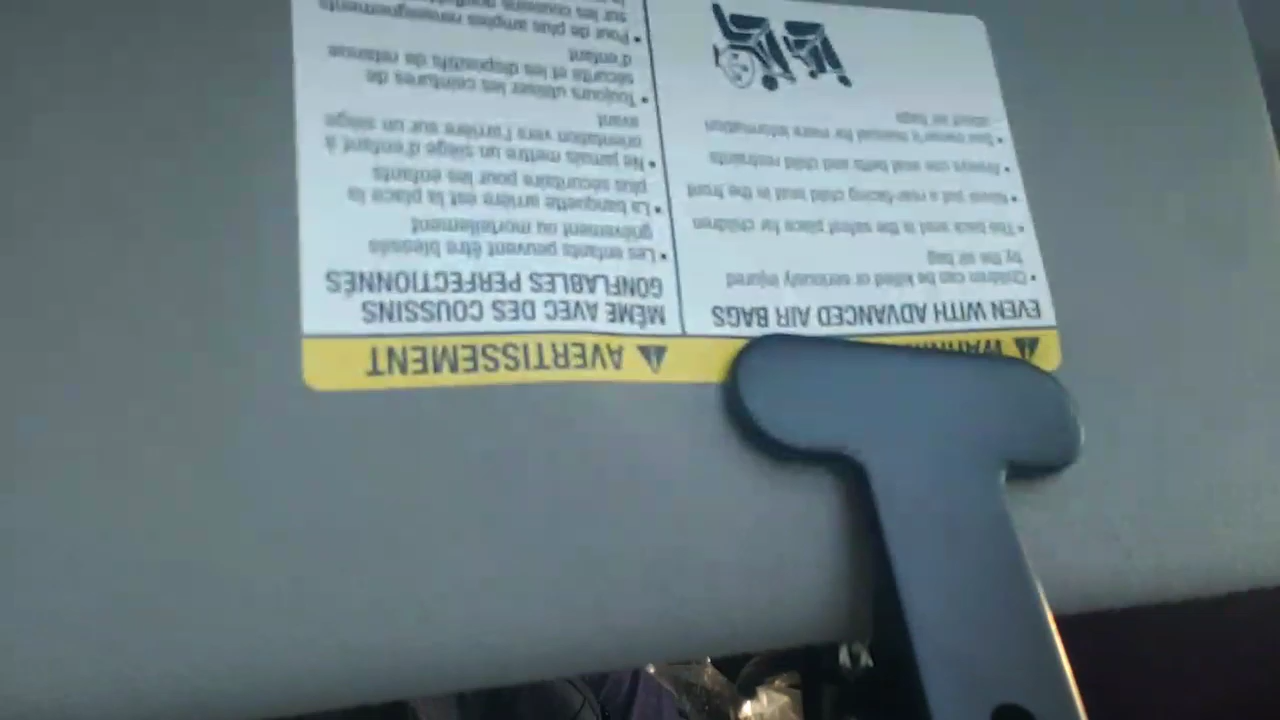 ⚠ AVERTISSEMENT
MÊME AVEC DES COUSSINS
GONFLABLES PERFECTIONNÉS
• Les enfants peuvent être blessés
grièvement ou mortellement
• La banquette arrière est la place la
plus sécuritaire pour les enfants
• Ne jamais mettre un siège d'enfant à
orientation vers l'arrière sur un siège
avant
• Toujours utiliser les ceintures de
sécurité et les dispositifs de retenue
d'enfant
• Pour de plus amples renseignements
sur les coussins
⚠
EVEN WITH ADVANCED AIR BAGS
• Children can be killed or seriously injured
by the air bag
• The back seat is the safest place for children
• Never put a rear-facing child seat in the front
• Always use seat belts and child restraints
• See owner's manual for more information
about air bags